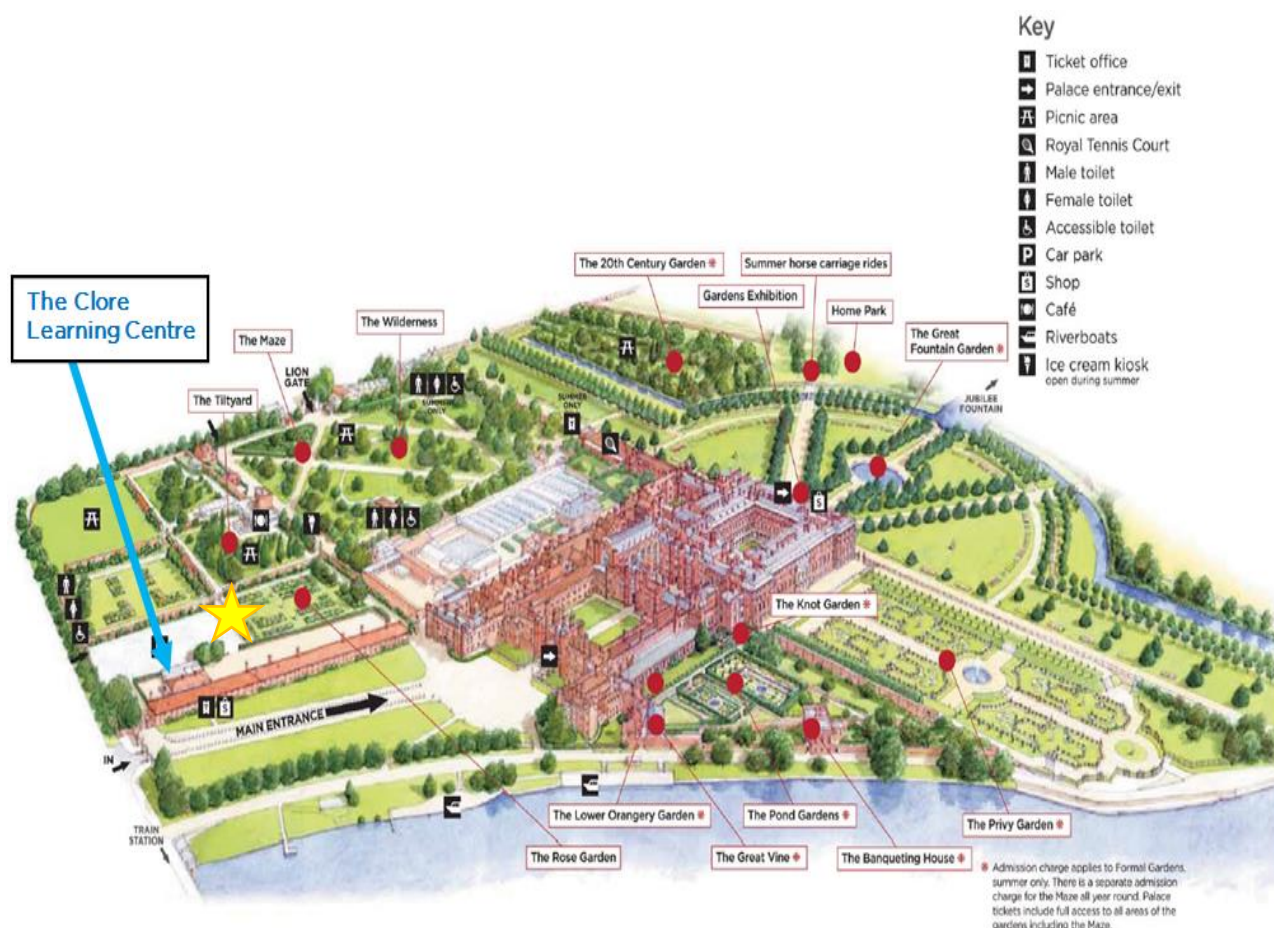 Key
Ticket office
Palace entrance/exit
Picnic area
Royal Tennis Court
Male toilet
Female toilet
Accessible toilet
P Car park
S Shop
Café
Riverboats
Ice cream kiosk
open during summer
The Clore
Learning Centre
The 20th Century Garden *
Summer horse carriage rides
Gardens Exhibition
Home Park
The Great
Fountain Garden *
The Wilderness
The Maze
LION
GATE
The Tiltyard
SUMMER
ONLY
SUMMER
ONLY
JUBILEE
FOUNTAIN
S
The Knot Garden *
S
MAIN ENTRANCE
IN
TRAIN
STATION
The Lower Orangery Garden *
The Pond Gardens *
The Privy Garden *
The Rose Garden
The Great Vine *
The Banqueting House *
* Admission charge applies to Formal Gardens,
summer only. There is a separate admission
charge for the Maze all year round. Palace
tickets include full access to all areas of the
gardens including the Maze.